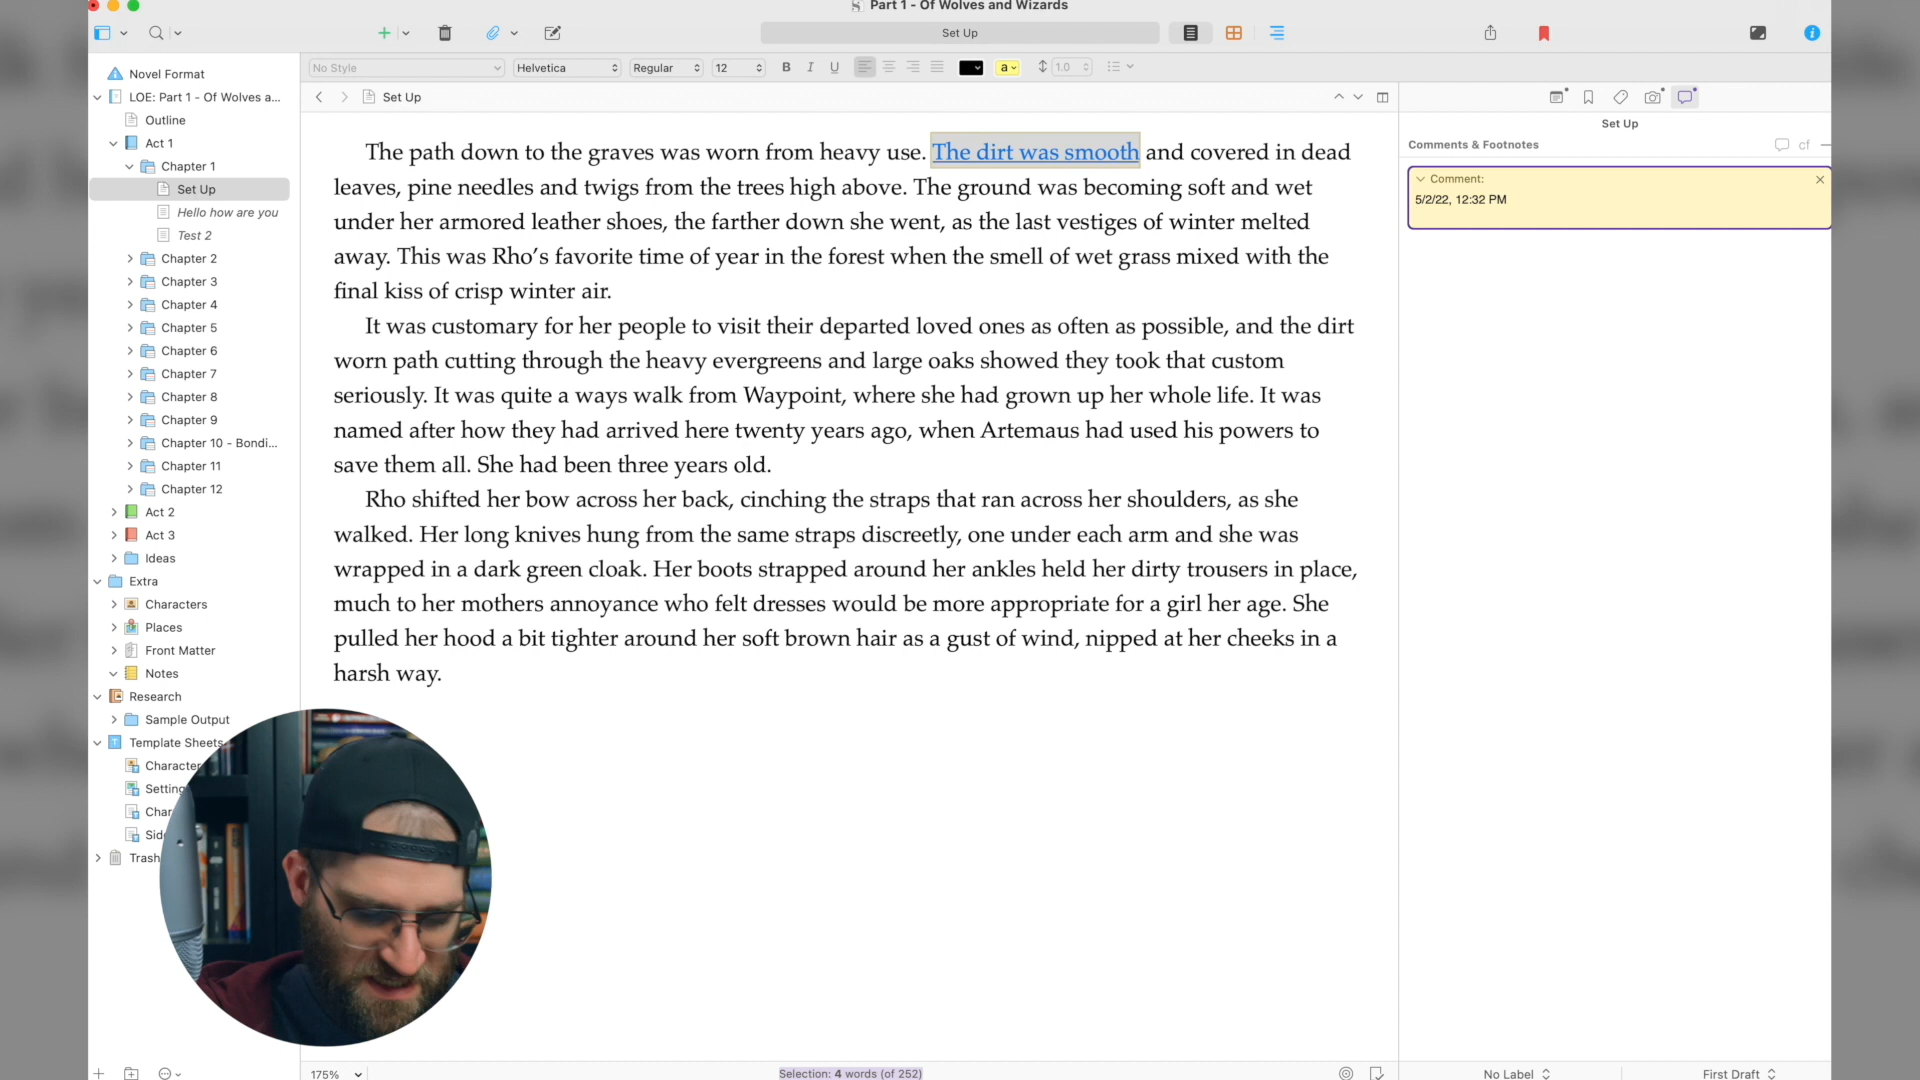 Part 1 - Of Wolves and Wizards
Set Up
No Style
Helvetica
Regular
12
B I U
a
1.0
Novel Format
LOE: Part 1 - Of Wolves a...
Outline
Act 1
Chapter 1
Set Up
Hello how are you
Test 2
Chapter 2
Chapter 3
Chapter 4
Chapter 5
Chapter 6
Chapter 7
Chapter 8
Chapter 9
Chapter 10 - Bondi...
Chapter 11
Chapter 12
Act 2
Act 3
Ideas
Extra
Characters
Places
Front Matter
Notes
Research
Sample Output
Template Sheets
Trash
Set Up
The path down to the graves was worn from heavy use. The dirt was smooth and covered in dead
leaves, pine needles and twigs from the trees high above. The ground was becoming soft and wet
under her armored leather shoes, the farther down she went, as the last vestiges of winter melted
away. This was Rho’s favorite time of year in the forest when the smell of wet grass mixed with the
final kiss of crisp winter air.
It was customary for her people to visit their departed loved ones as often as possible, and the dirt
worn path cutting through the heavy evergreens and large oaks showed they took that custom
seriously. It was quite a ways walk from Waypoint, where she had grown up her whole life. It was
named after how they had arrived here twenty years ago, when Artemaus had used his powers to
save them all. She had been three years old.
Rho shifted her bow across her back, cinching the straps that ran across her shoulders, as she
walked. Her long knives hung from the same straps discreetly, one under each arm and she was
wrapped in a dark green cloak. Her boots strapped around her ankles held her dirty trousers in place,
much to her mothers annoyance who felt dresses would be more appropriate for a girl her age. She
pulled her hood a bit tighter around her soft brown hair as a gust of wind, nipped at her cheeks in a
harsh way.
Set Up
Comments & Footnotes
cf
Comment:
5/2/22, 12:32 PM
175%
Selection: 4 words (of 252)
No Label
First Draft